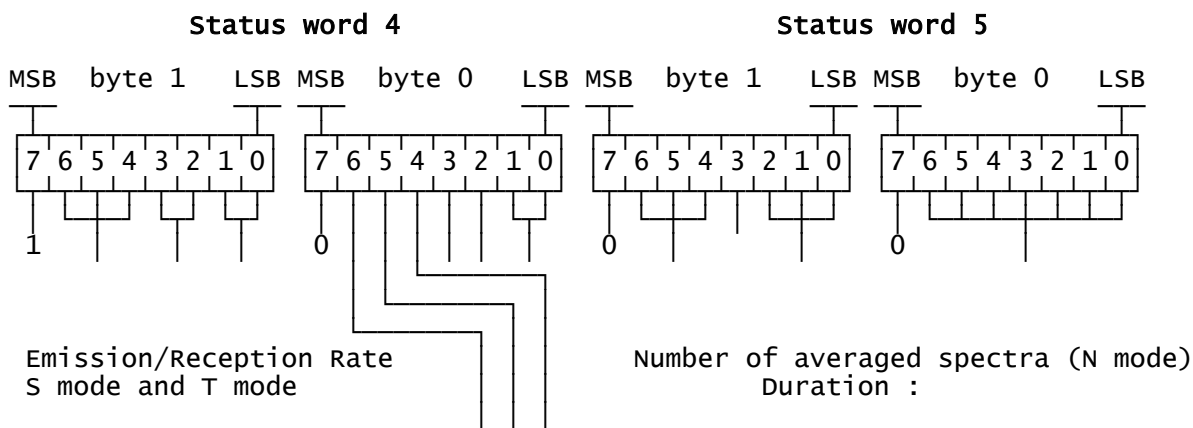 Status word 4 Status word 5
MSB byte 1 LSB MSB byte 0 LSB MSB byte 1 LSB MSB byte 0 LSB
7 6 5 4 3 2 1 0 7 6 5 4 3 2 1 0 7 6 5 4 3 2 1 0 7 6 5 4 3 2 1 0
1 0 0 0
Emission/Reception Rate Number of averaged spectra (N mode)
S mode and T mode Duration :